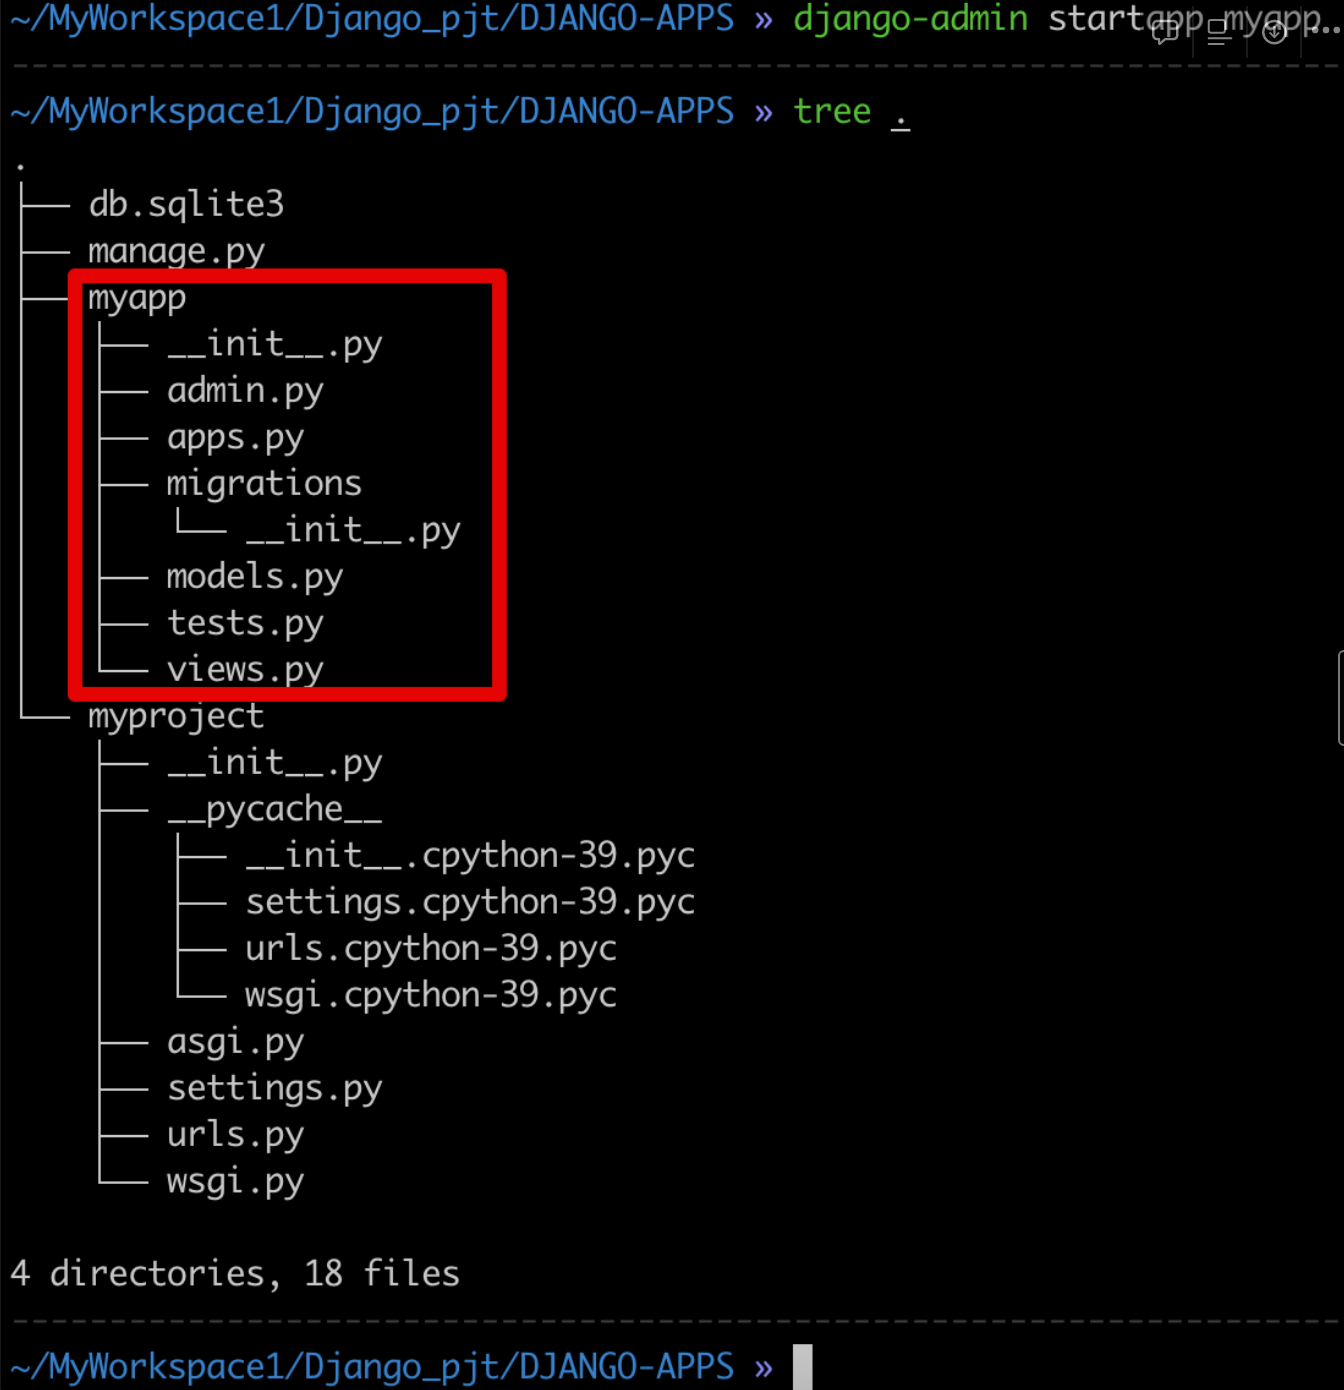 ~/MyWorkspace1/Django_pjt/DJANGO-APPS » django-admin startapp myapp
~/MyWorkspace1/Django_pjt/DJANGO-APPS » tree .
.
├── db.sqlite3
├── manage.py
├── myapp
│   ├── __init__.py
│   ├── admin.py
│   ├── apps.py
│   ├── migrations
│   │   └── __init__.py
│   ├── models.py
│   ├── tests.py
│   └── views.py
└── myproject
    ├── __init__.py
    ├── __pycache__
    │   ├── __init__.cpython-39.pyc
    │   ├── settings.cpython-39.pyc
    │   ├── urls.cpython-39.pyc
    │   └── wsgi.cpython-39.pyc
    ├── asgi.py
    ├── settings.py
    ├── urls.py
    └── wsgi.py
4 directories, 18 files
~/MyWorkspace1/Django_pjt/DJANGO-APPS »